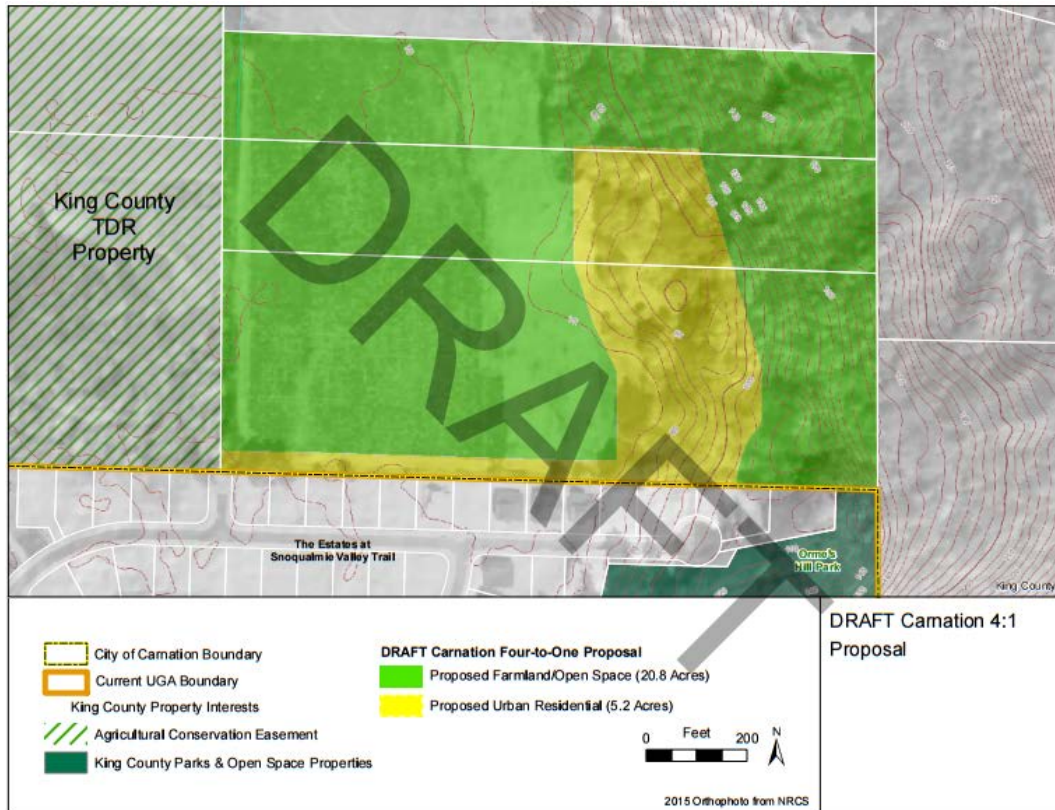 King County
TDR
Property
DRAFT
The Estates at
Snoqualmie Valley Trail
Orme's
Hill Park
King County
City of Carnation Boundary
Current UGA Boundary
King County Property Interests
Agricultural Conservation Easement
King County Parks & Open Space Properties
DRAFT Carnation Four-to-One Proposal
Proposed Farmland/Open Space (20.8 Acres)
Proposed Urban Residential (5.2 Acres)
0 Feet 200
N
2015 Orthophoto from NRCS
DRAFT Carnation 4:1
Proposal